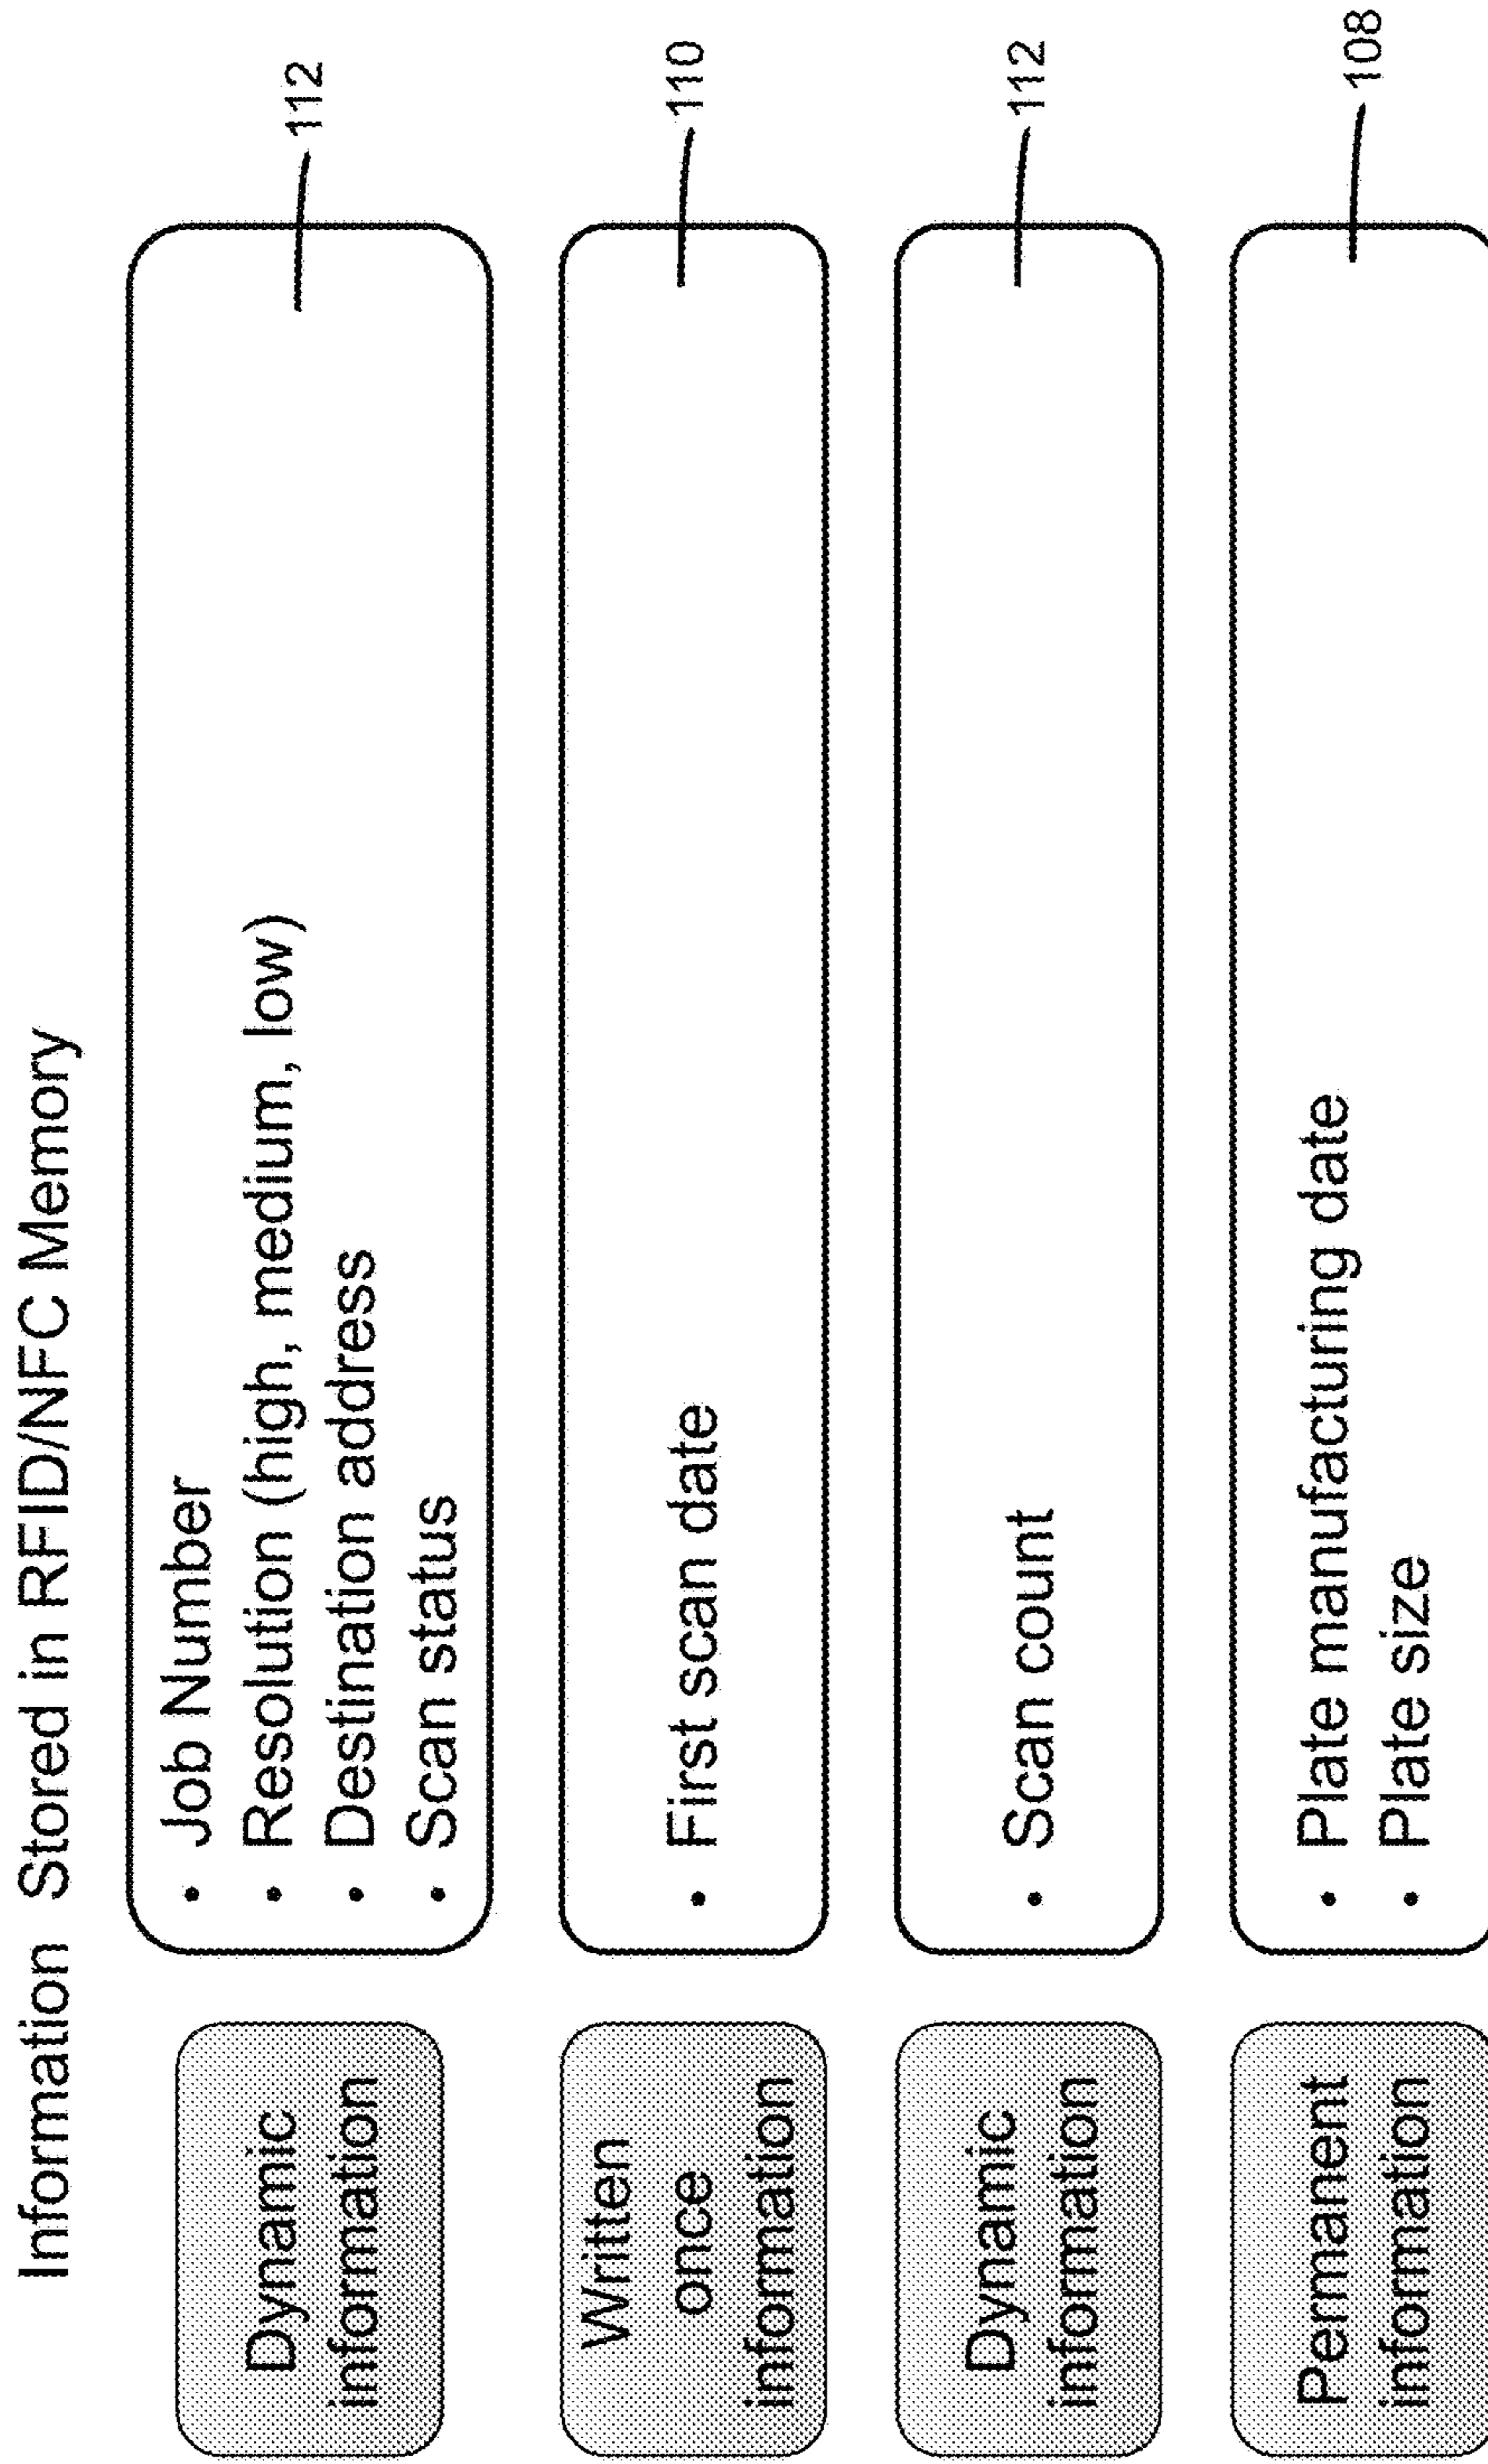 Information Stored in RFID/NFC Memory
Dynamic
information
• Job Number
• Resolution (high, medium, low)
• Destination address
• Scan status
112
Written
once
information
• First scan date
110
Dynamic
information
• Scan count
112
Permanent
information
• Plate manufacturing date
• Plate size
108